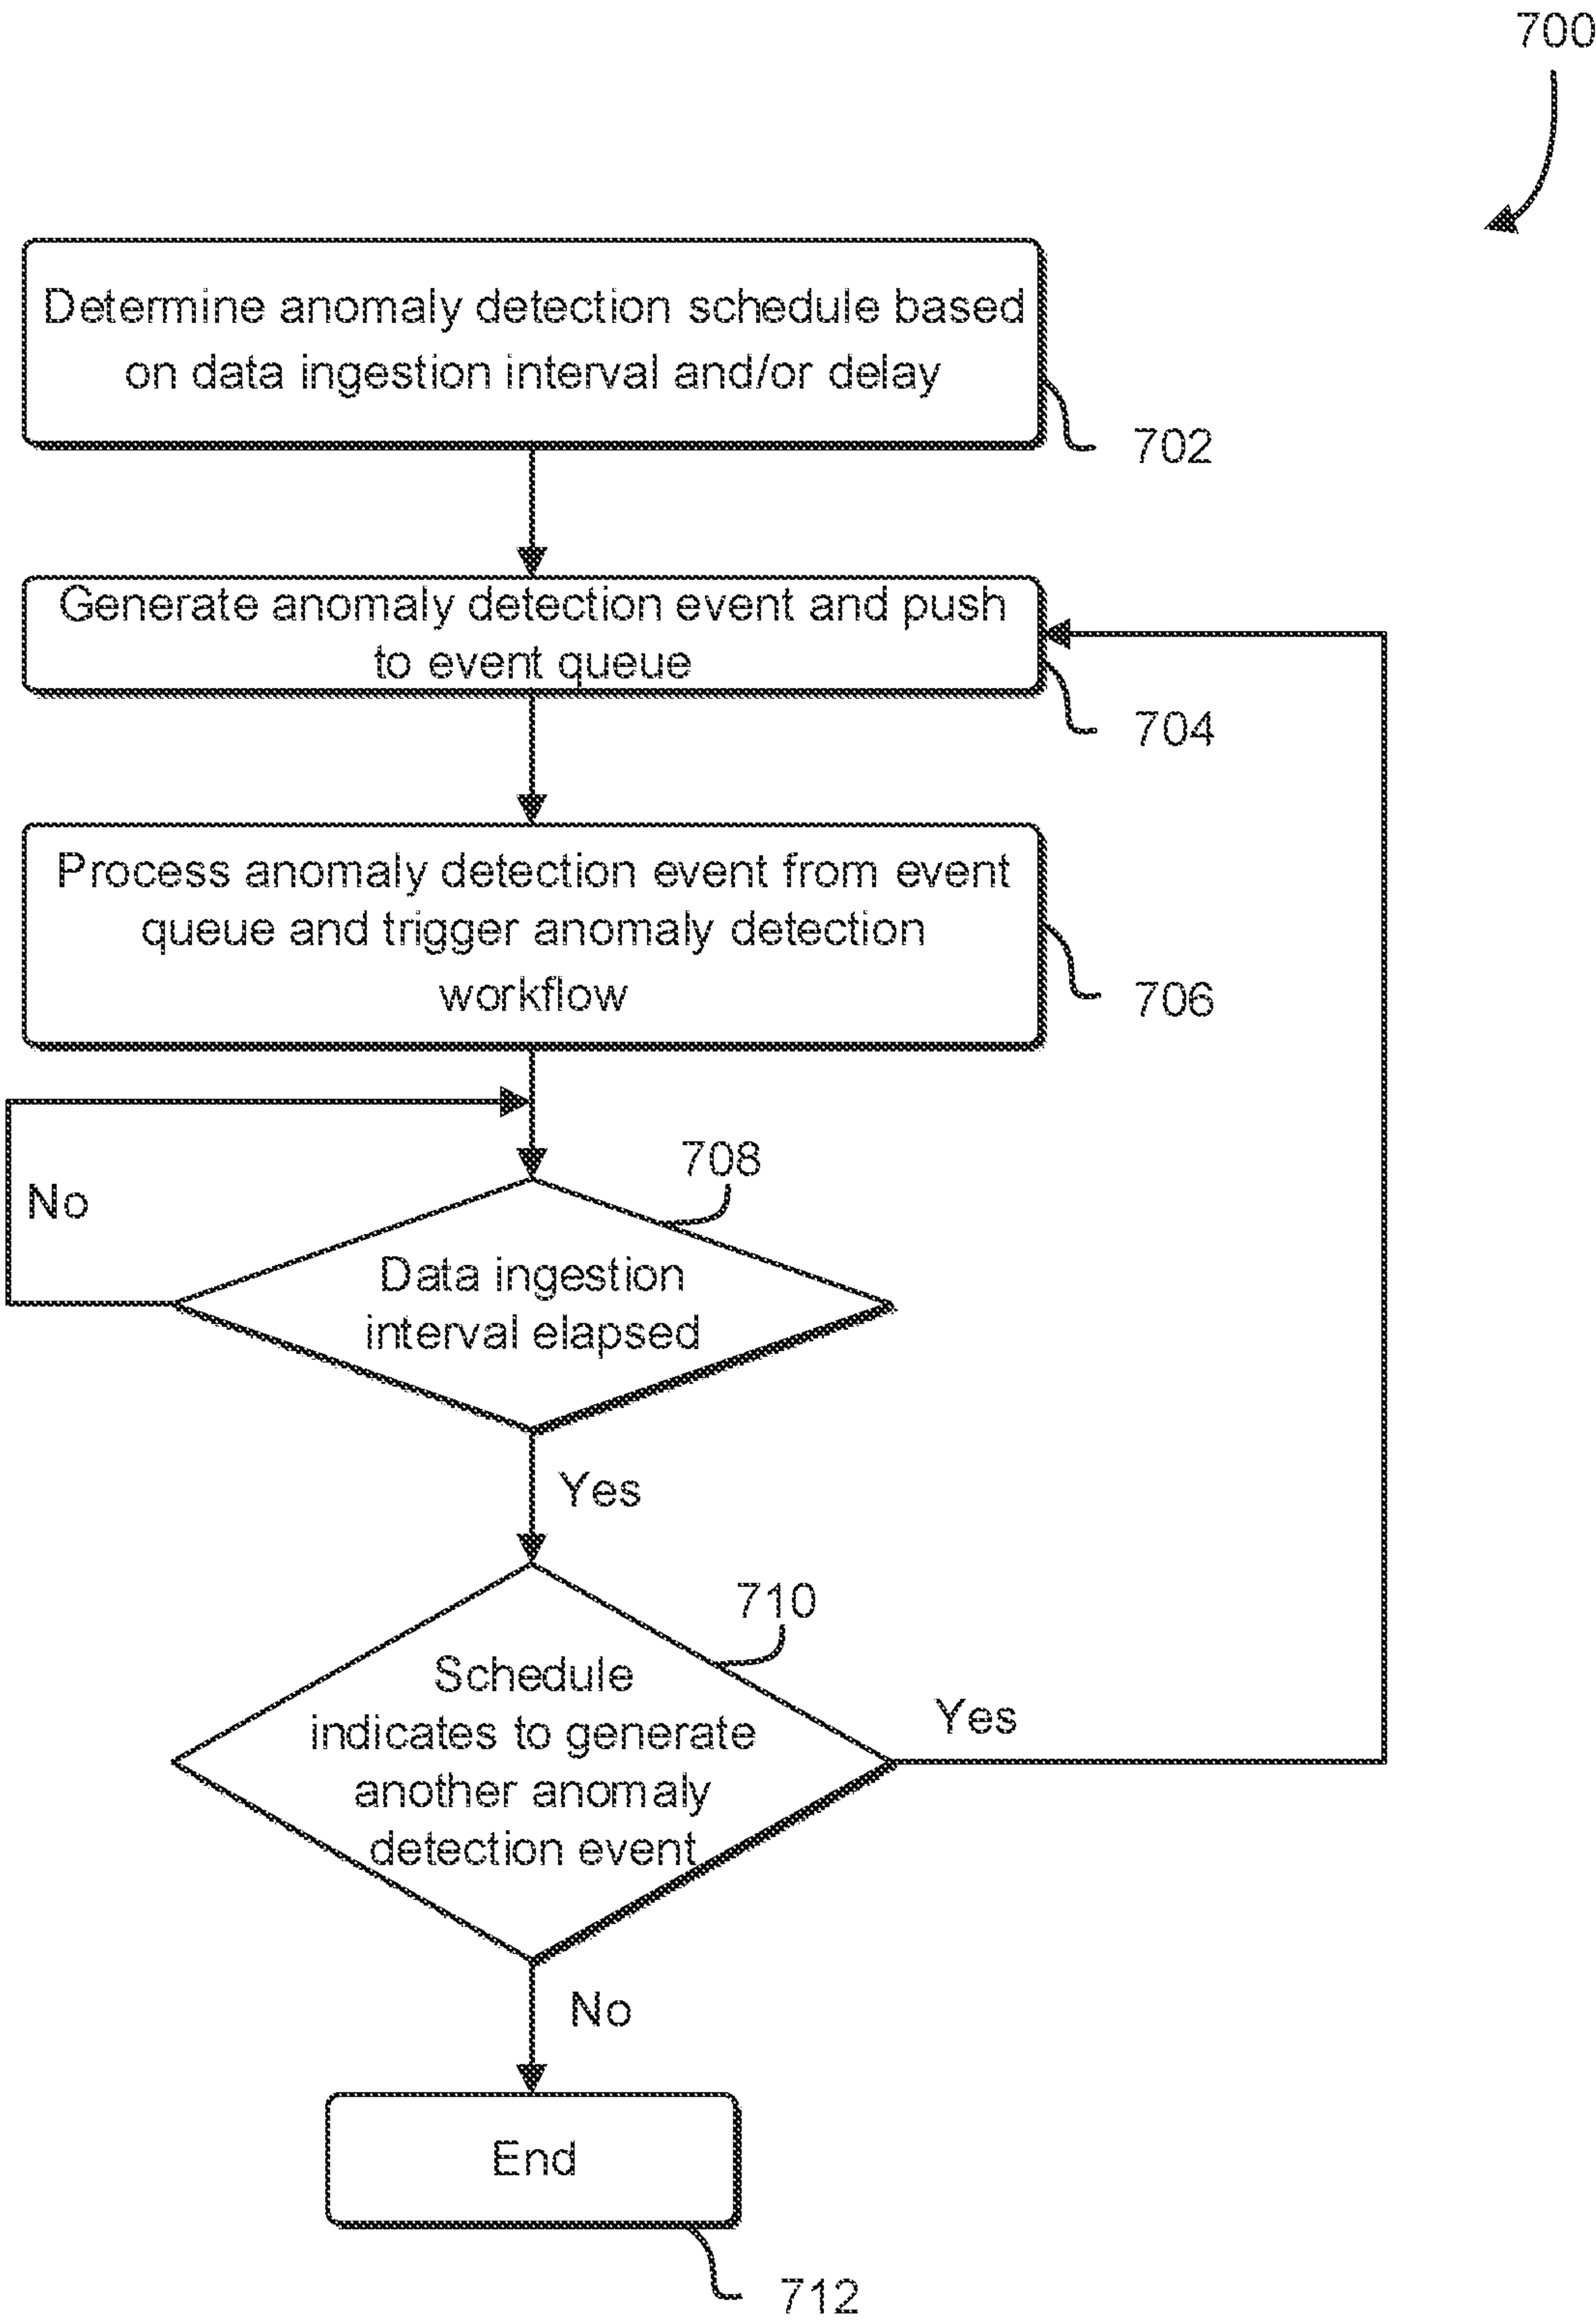 700
Determine anomaly detection schedule based
on data ingestion interval and/or delay
702
Generate anomaly detection event and push
to event queue
704
Process anomaly detection event from event
queue and trigger anomaly detection
workflow
706
708
No
Data ingestion
interval elapsed
Yes
710
Schedule
indicates to generate
another anomaly
detection event
Yes
No
End
712